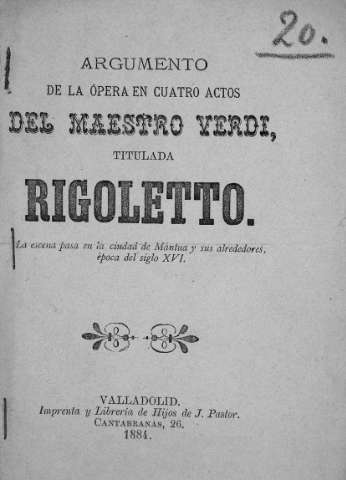 20.
ARGUMENTO
DE LA ÓPERA EN CUATRO ACTOS
DEL MAESTRO VERDI,
TITULADA
RIGOLETTO.
La escena pasa en la ciudad de Mántua y sus alrededores,
época del siglo XVI.
VALLADOLID.
Imprenta y Librería de Hijos de J. Pastor.
CANTARRANAS, 26.
1884.